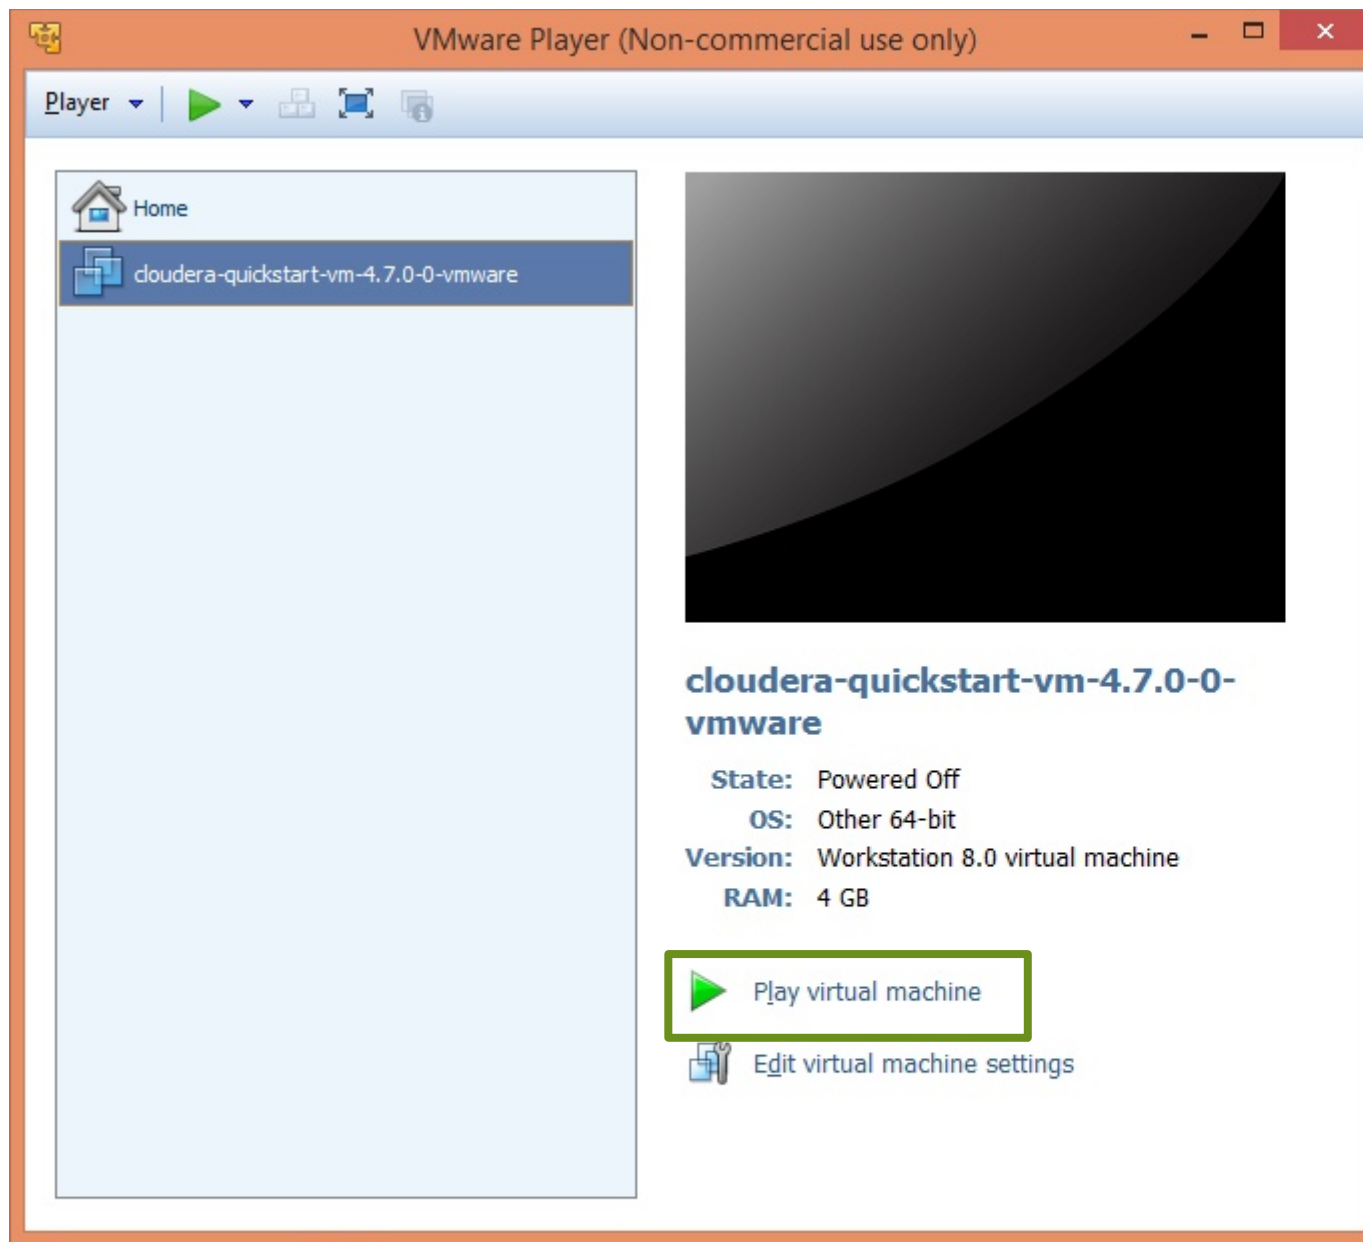 VMware Player (Non-commercial use only)
Player
Home
cloudera-quickstart-vm-4.7.0-0-vmware
cloudera-quickstart-vm-4.7.0-0-
vmware
State: Powered Off
OS: Other 64-bit
Version: Workstation 8.0 virtual machine
RAM: 4 GB
Play virtual machine
Edit virtual machine settings